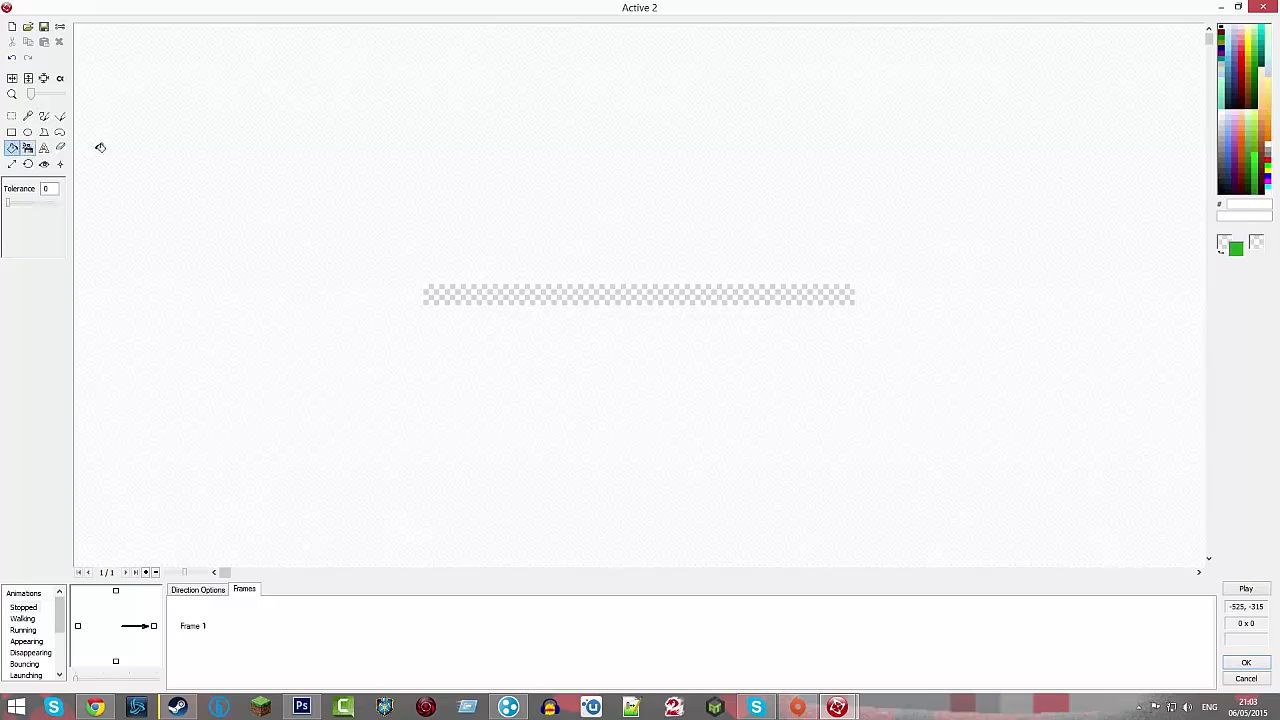 Active 2
α
Tolerance 0
#
1 / 1
Direction Options Frames
Animations
Stopped
Walking
Running
Appearing
Disappearing
Bouncing
Launching
Frame 1
Play
-525, -315
0 x 0
OK
Cancel
Ps
ENG
21:03
06/05/2015